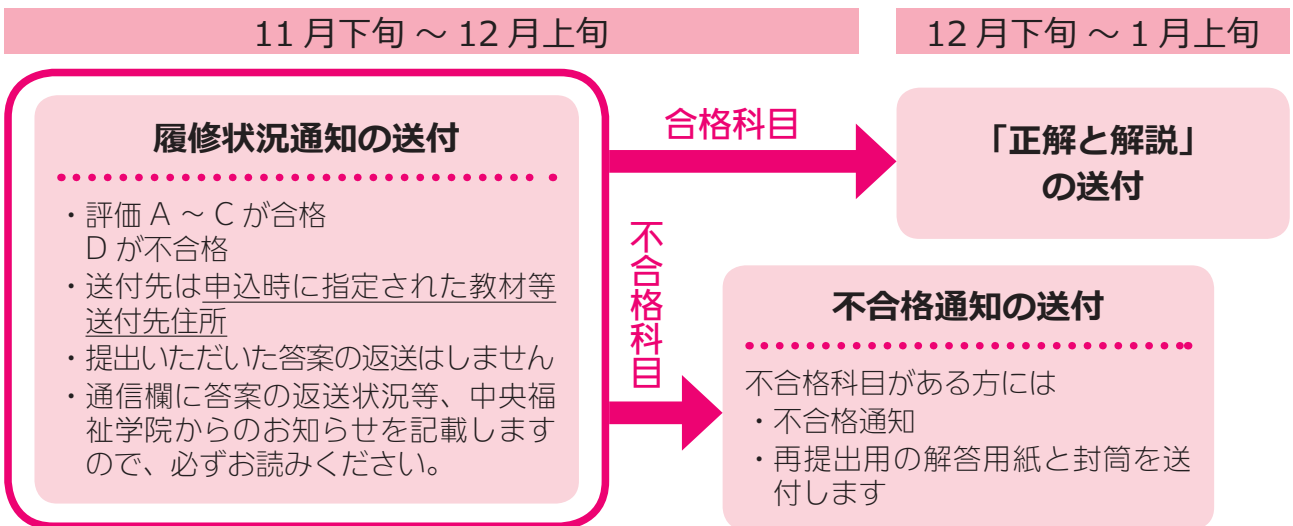 11月下旬 ～ 12月上旬
12月下旬 ～ 1月上旬
履修状況通知の送付
・評価 A ～ C が合格
D が不合格
・送付先は申込時に指定された教材等
送付先住所
・提出いただいた答案の返送はしません
・通信欄に答案の返送状況等、中央福
祉学院からのお知らせを記載します
ので、必ずお読みください。
合格科目
不合格科目
「正解と解説」
の送付
不合格通知の送付
不合格科目がある方には
・不合格通知
・再提出用の解答用紙と封筒を送
付します